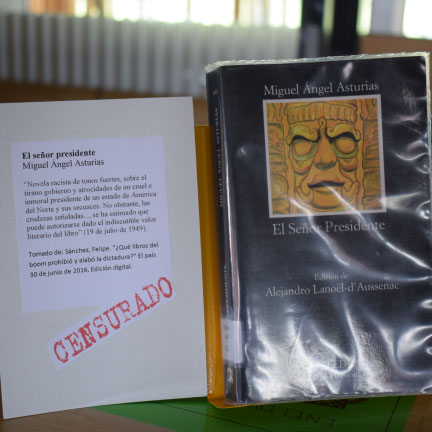 El señor presidente
Miguel Ángel Asturias
“Novela racista de tonos fuertes, sobre el
tirano gobierno y atrocidades de un cruel e
inmoral presidente de un estado de América
del Norte y sus secuaces. No obstante, las
crudezas señaladas…, se ha estimado que
puede autorizarse dado el indiscutible valor
literario del libro” (19 de julio de 1949).
Tomado de: Sánches, Felipe. “¿Qué libros del
boom prohibió y alabó la dictadura?” El país
30 de junio de 2016, Edición digital.
CENSURADO
Miguel Ángel Asturias
El Señor Presidente
Edición de
Alejandro Lanoël-d'Aussenac